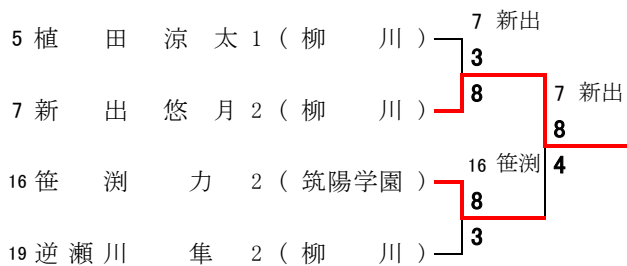 7 新出
5 植田涼太 1 ( 柳川 )
3
8
7 新出
7 新出悠月 2 ( 柳川 )
8
16 笹渕 4
16 笹渕力 2 ( 筑陽学園 )
8
3
19 逆瀬川隼 2 ( 柳川 )